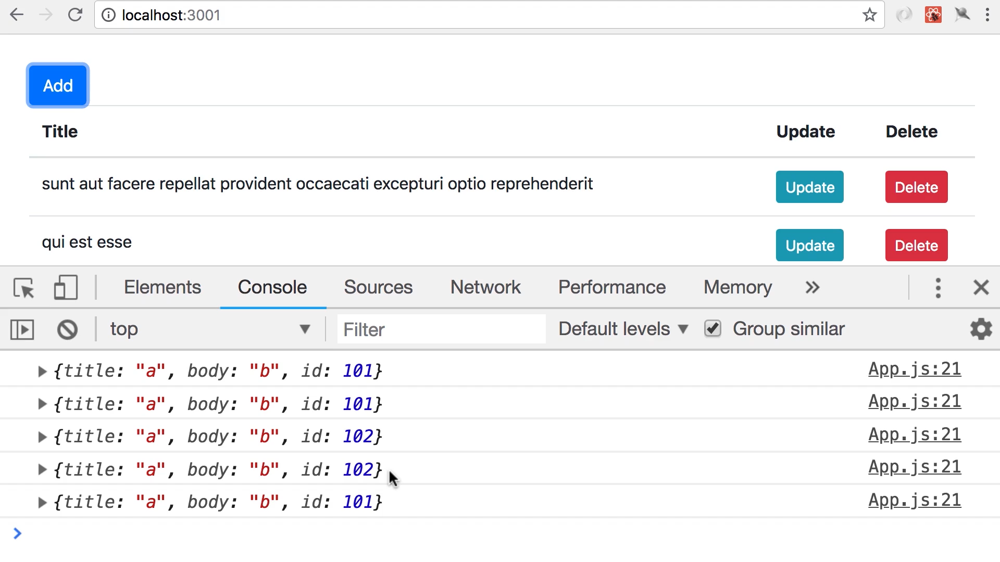 localhost:3001
Add
Title Update Delete
sunt aut facere repellat provident occaecati excepturi optio reprehenderit Update Delete
qui est esse Update Delete
Elements Console Sources Network Performance Memory »
top ▼ Filter Default levels ▼ Group similar
▶ {title: "a", body: "b", id: 101} App.js:21
▶ {title: "a", body: "b", id: 101} App.js:21
▶ {title: "a", body: "b", id: 102} App.js:21
▶ {title: "a", body: "b", id: 102} App.js:21
▶ {title: "a", body: "b", id: 101} App.js:21